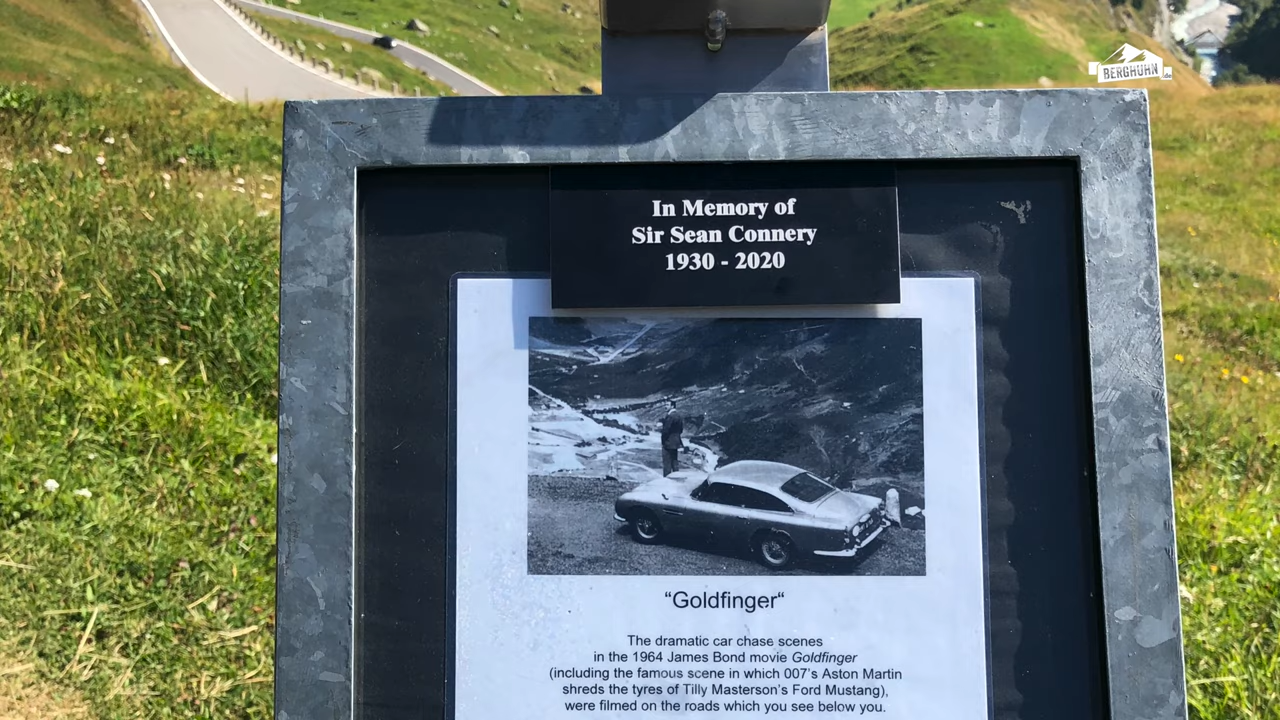 BERGHUHN.de
In Memory of
Sir Sean Connery
1930 - 2020
“Goldfinger“
The dramatic car chase scenes
in the 1964 James Bond movie Goldfinger
(including the famous scene in which 007's Aston Martin
shreds the tyres of Tilly Masterson's Ford Mustang),
were filmed on the roads which you see below you.